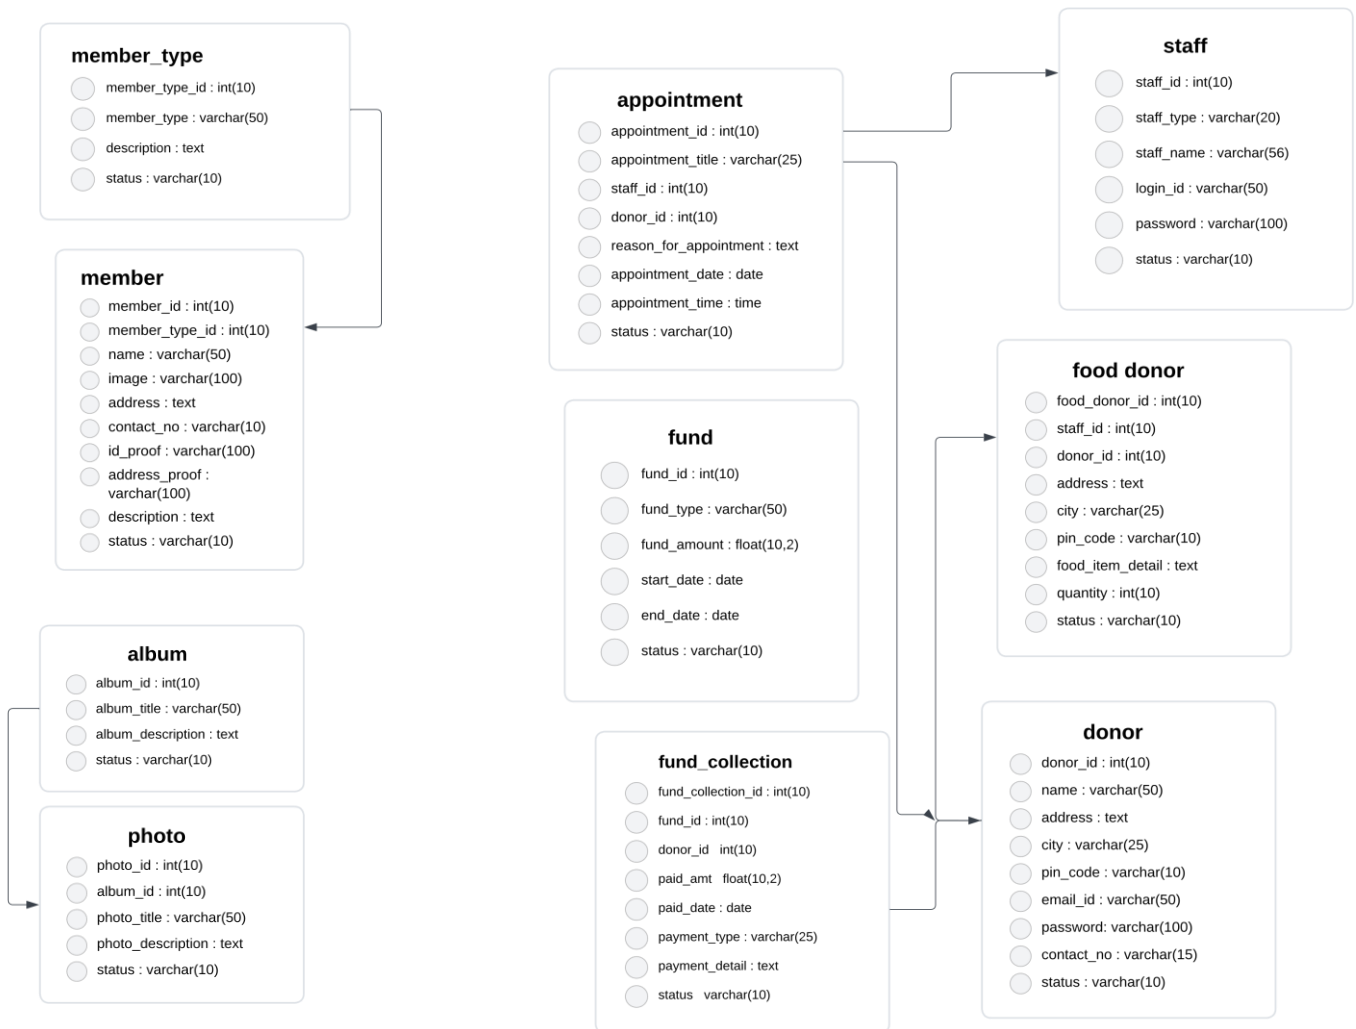 member_type
member_type_id : int(10)
member_type : varchar(50)
description : text
status : varchar(10)
member
member_id : int(10)
member_type_id : int(10)
name : varchar(50)
image : varchar(100)
address : text
contact_no : varchar(10)
id_proof : varchar(100)
address_proof :
varchar(100)
description : text
status : varchar(10)
album
album_id : int(10)
album_title : varchar(50)
album_description : text
status : varchar(10)
photo
photo_id : int(10)
album_id : int(10)
photo_title : varchar(50)
photo_description : text
status : varchar(10)
appointment
appointment_id : int(10)
appointment_title : varchar(25)
staff_id : int(10)
donor_id : int(10)
reason_for_appointment : text
appointment_date : date
appointment_time : time
status : varchar(10)
fund
fund_id : int(10)
fund_type : varchar(50)
fund_amount : float(10,2)
start_date : date
end_date : date
status : varchar(10)
fund_collection
fund_collection_id : int(10)
fund_id : int(10)
donor_id int(10)
paid_amt float(10,2)
paid_date : date
payment_type : varchar(25)
payment_detail : text
status varchar(10)
staff
staff_id : int(10)
staff_type : varchar(20)
staff_name : varchar(56)
login_id : varchar(50)
password : varchar(100)
status : varchar(10)
food donor
food_donor_id : int(10)
staff_id : int(10)
donor_id : int(10)
address : text
city : varchar(25)
pin_code : varchar(10)
food_item_detail : text
quantity : int(10)
status : varchar(10)
donor
donor_id : int(10)
name : varchar(50)
address : text
city : varchar(25)
pin_code : varchar(10)
email_id : varchar(50)
password: varchar(100)
contact_no : varchar(15)
status : varchar(10)